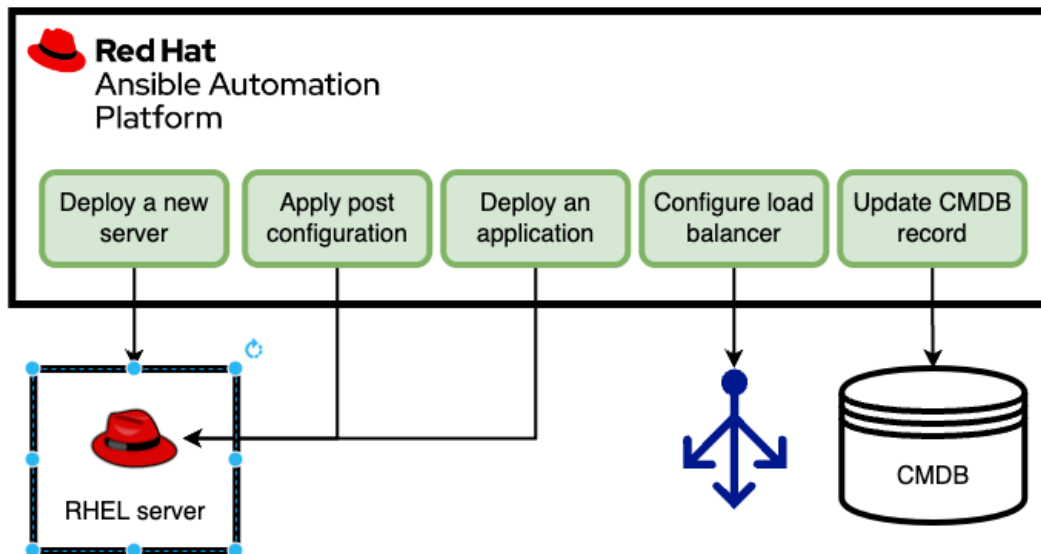 Red Hat
Ansible Automation
Platform
Deploy a new
server
Apply post
configuration
Deploy an
application
Configure load
balancer
Update CMDB
record
RHEL server
CMDB